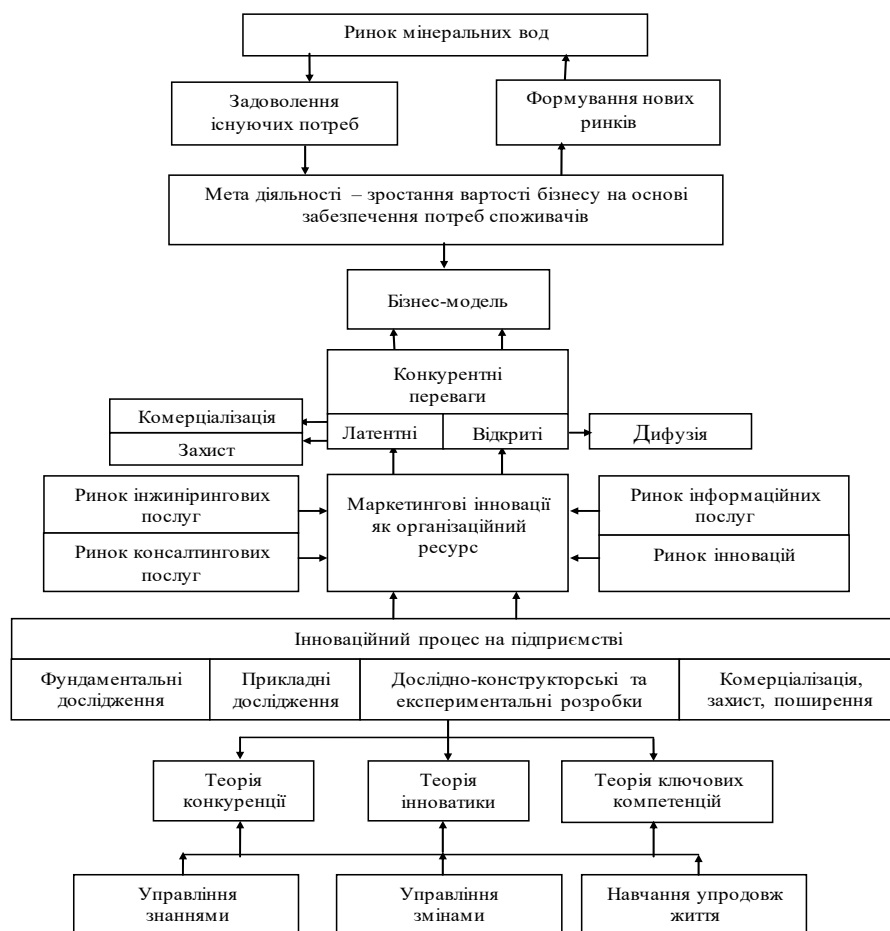 Ринок мінеральних вод
Задоволення
існуючих потреб
Формування нових
ринків
Мета діяльності – зростання вартості бізнесу на основі
забезпечення потреб споживачів
Бізнес-модель
Конкурентні
переваги
Комерціалізація
Захист
Латентні
Відкриті
Дифузія
Ринок інжинірингових
послуг
Ринок консалтингових
послуг
Маркетингові інновації
як організаційний
ресурс
Ринок інформаційних
послуг
Ринок інновацій
Інноваційний процес на підприємстві
Фундаментальні
дослідження
Прикладні
дослідження
Дослідно-конструкторські та
експериментальні розробки
Комерціалізація,
захист, поширення
Теорія
конкуренції
Теорія
інноватики
Теорія ключових
компетенцій
Управління
знаннями
Управління
змінами
Навчання упродовж
життя